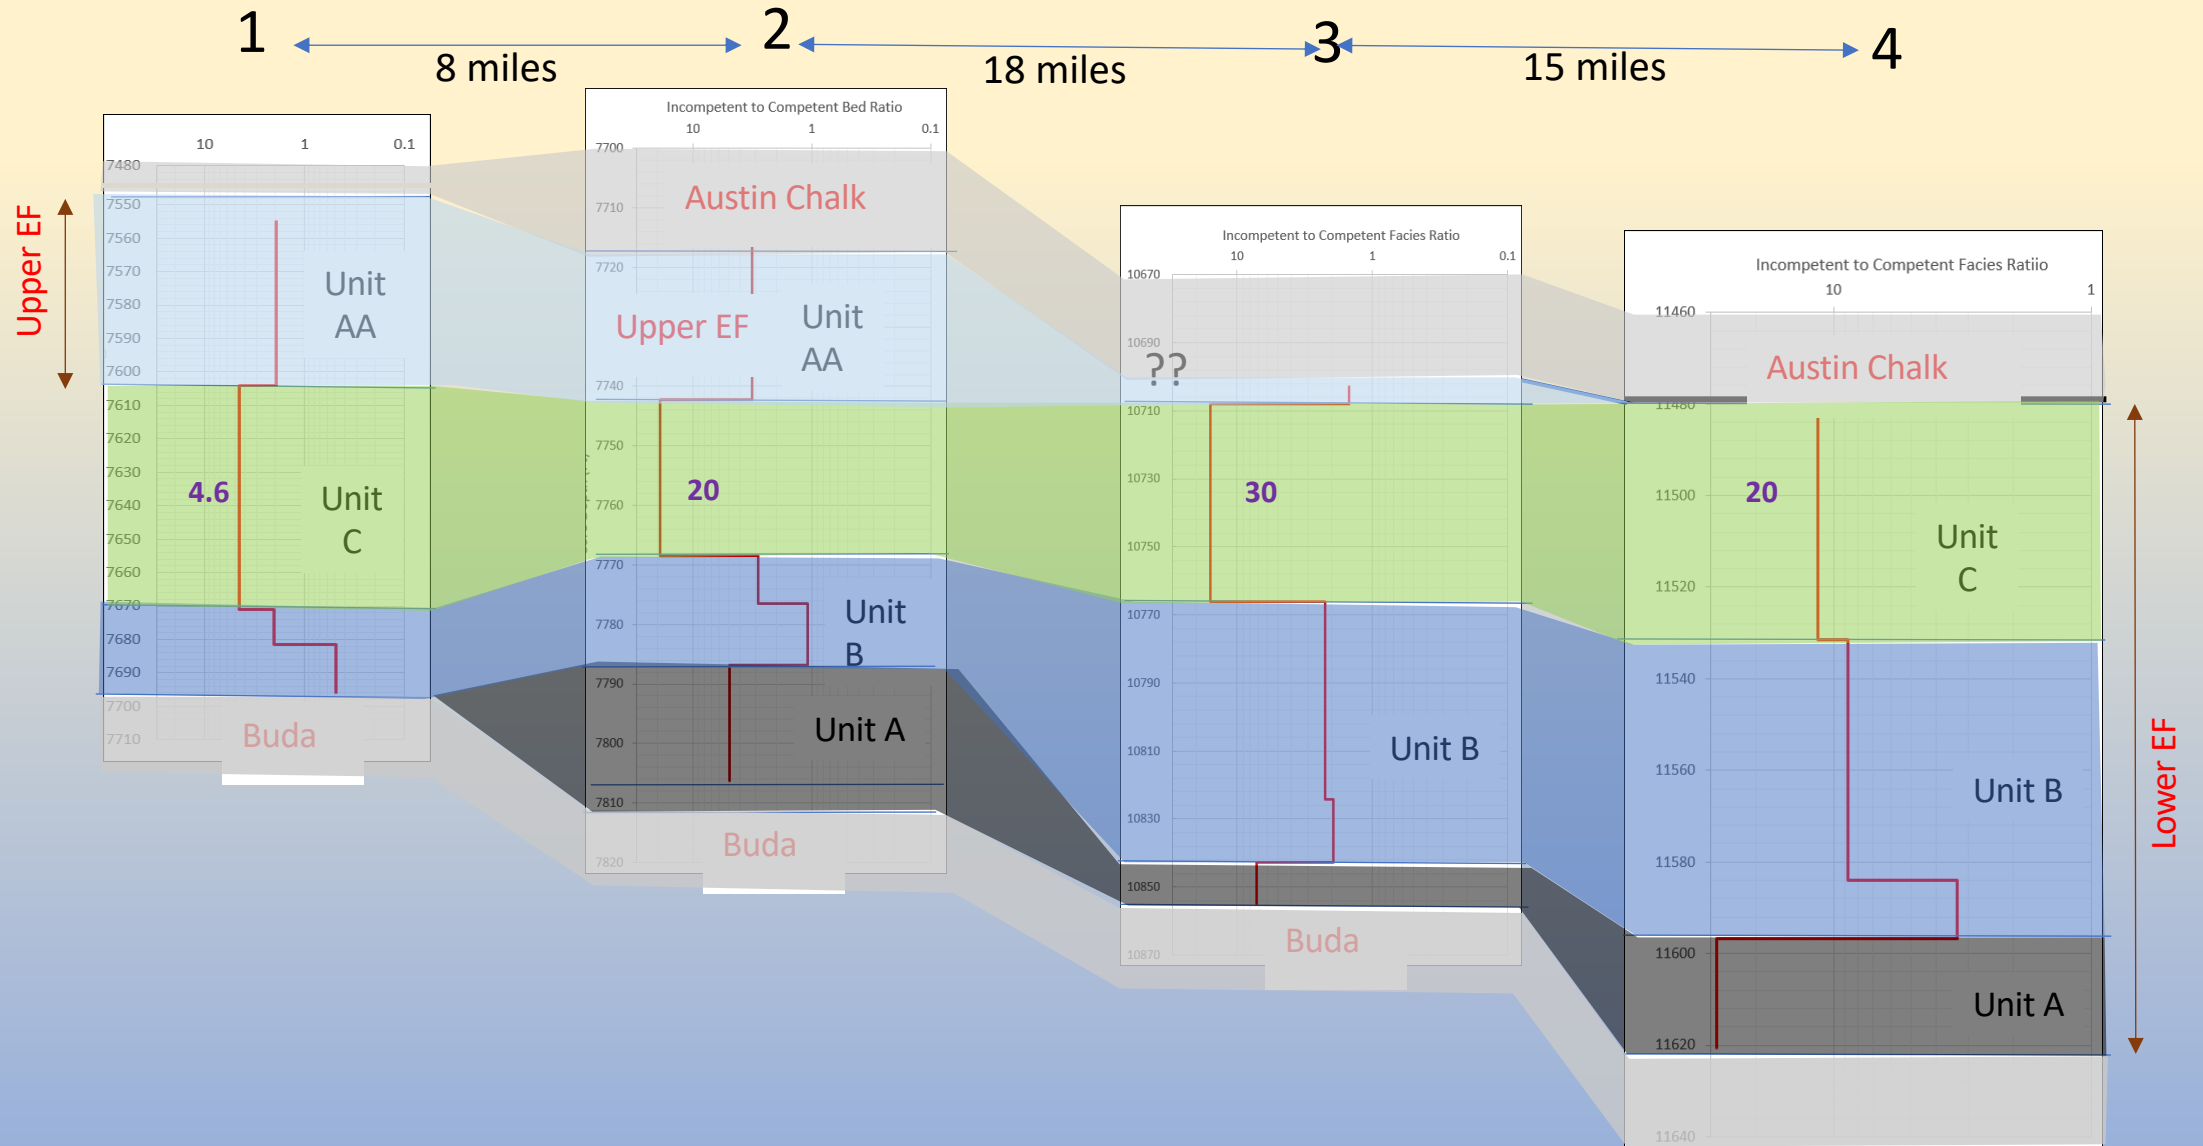 1
2
3
4
8 miles
18 miles
15 miles
Upper EF
10
1
0.1
7480
7550
7560
7570
7580
7590
7600
7610
7620
7630
7640
7650
7660
7670
7680
7690
7700
7710
Unit
AA
4.6
Unit
C
Buda
Incompetent to Competent Bed Ratio
10
1
0.1
7700
7710
7720
7740
7750
7760
7770
7780
7790
7800
7810
7820
Austin Chalk
Upper EF
Unit
AA
20
Unit
B
Unit A
Buda
Incompetent to Competent Facies Ratio
10
1
0.1
10670
10690
10710
10730
10750
10770
10790
10810
10830
10850
10870
??
30
Unit B
Buda
Incompetent to Competent Facies Ratiio
10
1
11460
11480
11500
11520
11540
11560
11580
11600
11620
11640
Austin Chalk
20
Unit
C
Unit B
Unit A
Lower EF